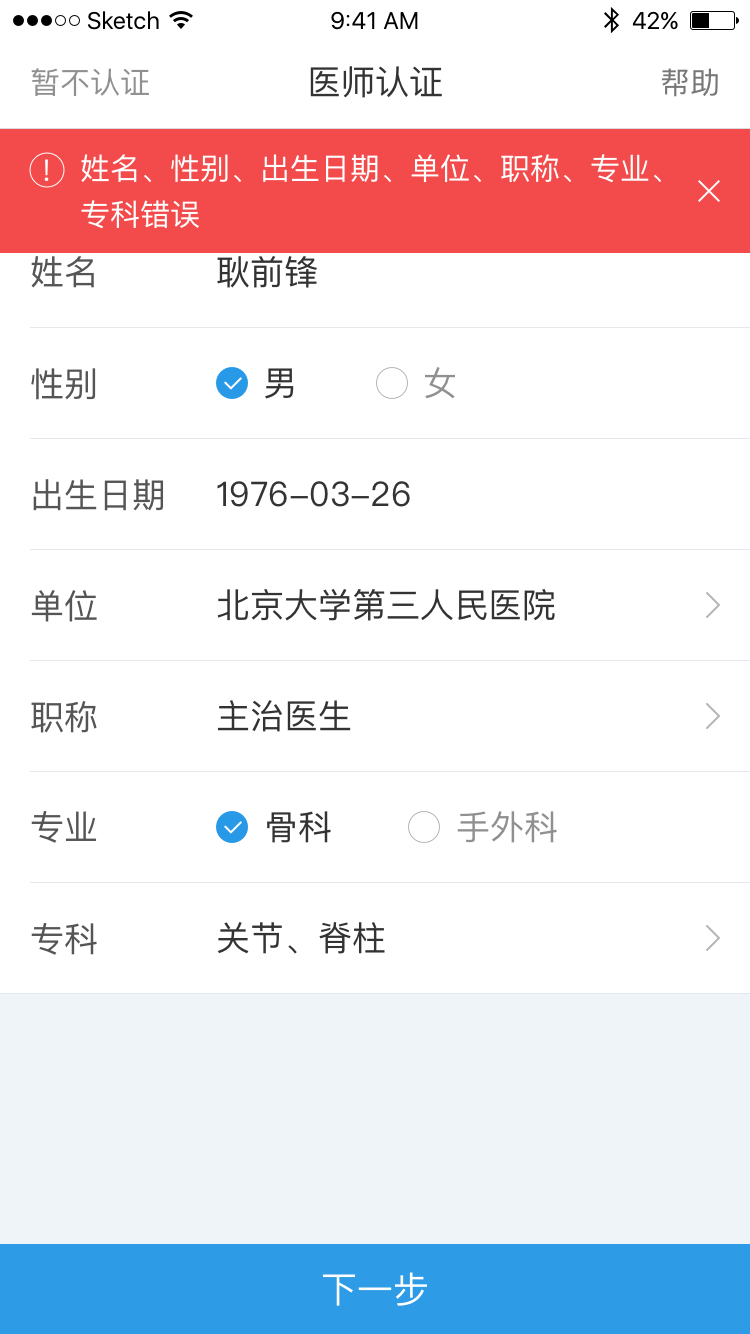 Sketch 9:41 AM 42%
暂不认证 医师认证 帮助
姓名、性别、出生日期、单位、职称、专业、
专科错误
姓名 耿前锋
性别 男 女
出生日期 1976-03-26
单位 北京大学第三人民医院
职称 主治医生
专业 骨科 手外科
专科 关节、脊柱
下一步